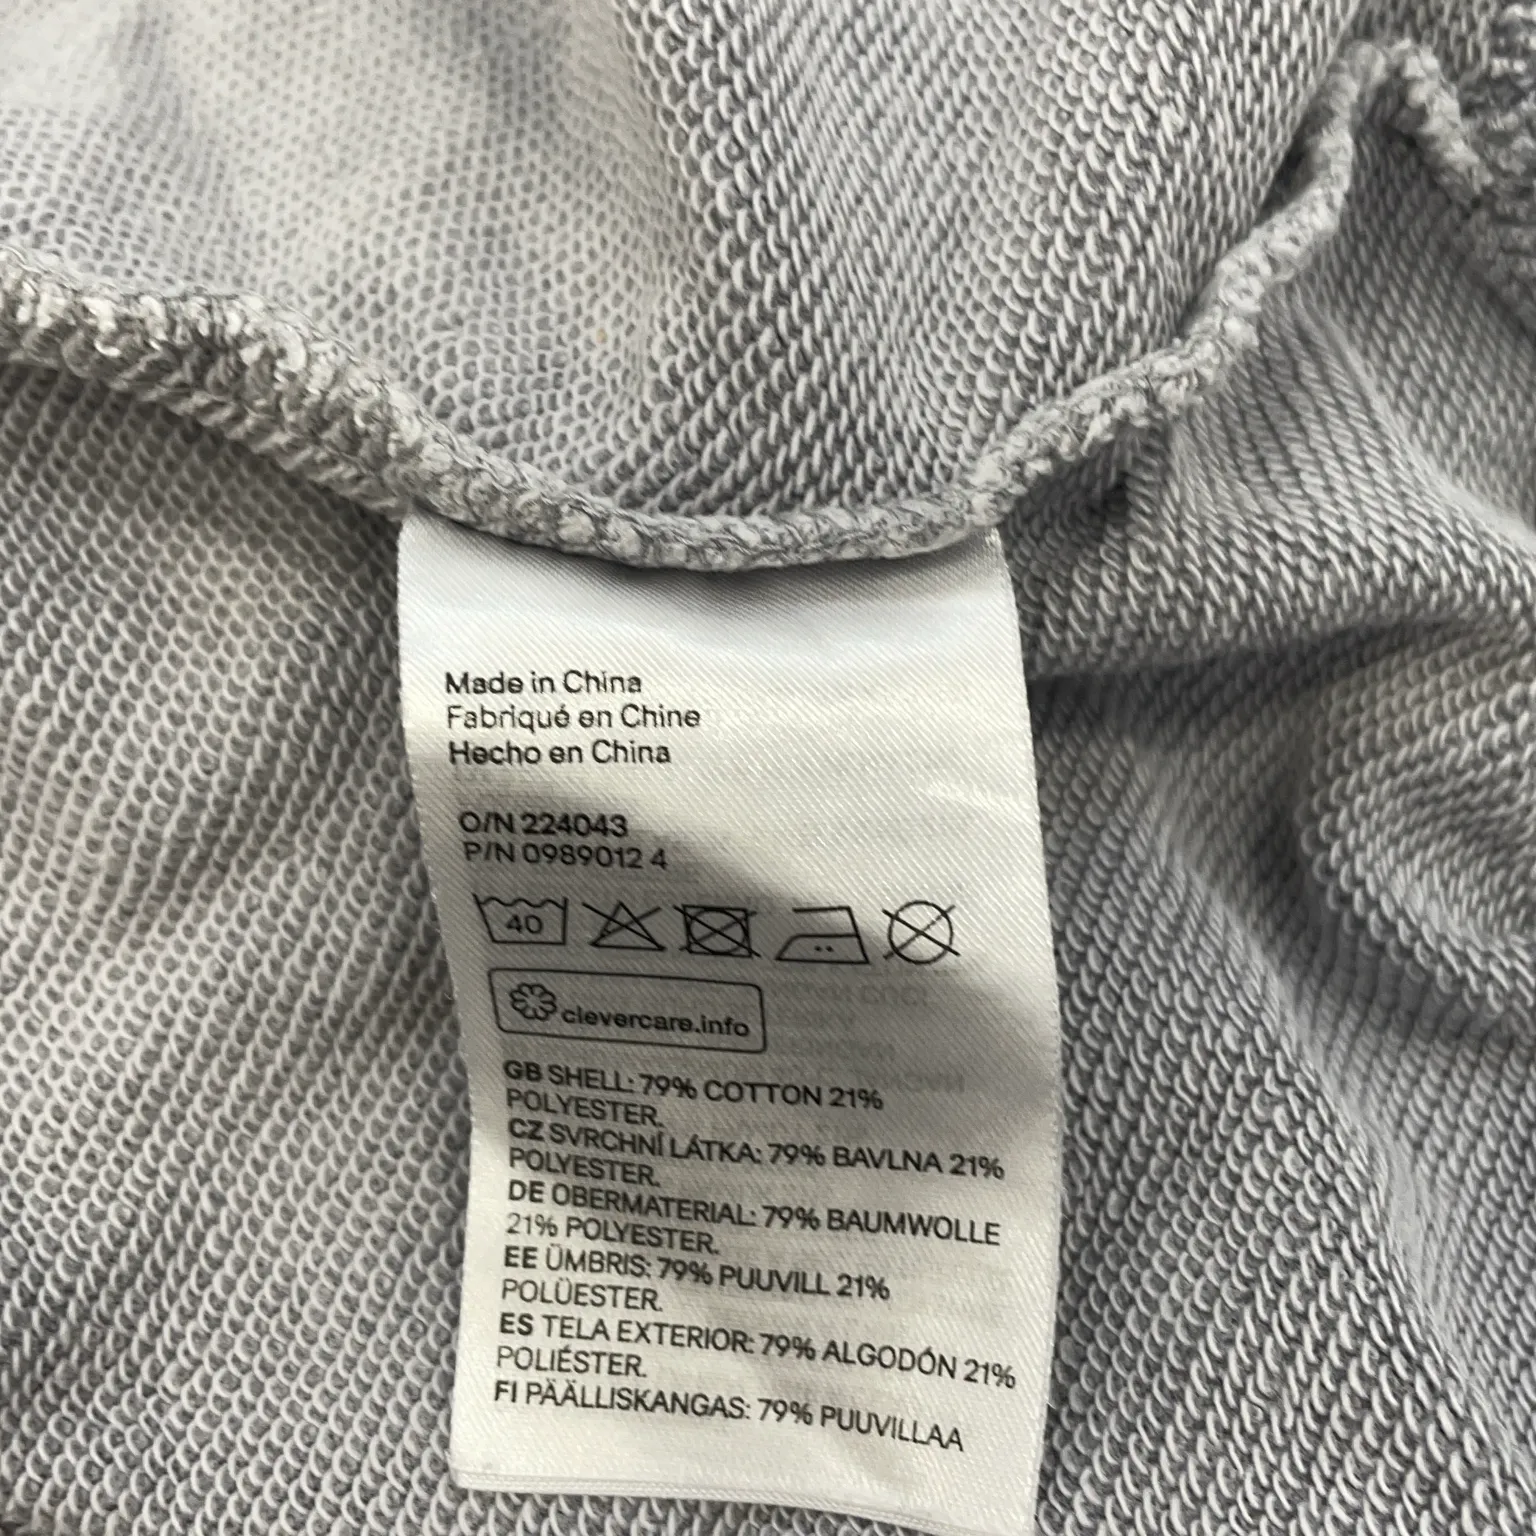 Made in China
Fabriqué en Chine
Hecho en China
O/N 224043
P/N 0989012 4
40
clevercare.info
GB SHELL: 79% COTTON 21%
POLYESTER.
CZ SVRCHNÍ LÁTKA: 79% BAVLNA 21%
POLYESTER.
DE OBERMATERIAL: 79% BAUMWOLLE
21% POLYESTER.
EE ÜMBRIS: 79% PUUVILL 21%
POLÜESTER.
ES TELA EXTERIOR: 79% ALGODÓN 21%
POLIÉSTER.
FI PÄÄLLISKANGAS: 79% PUUVILLAA